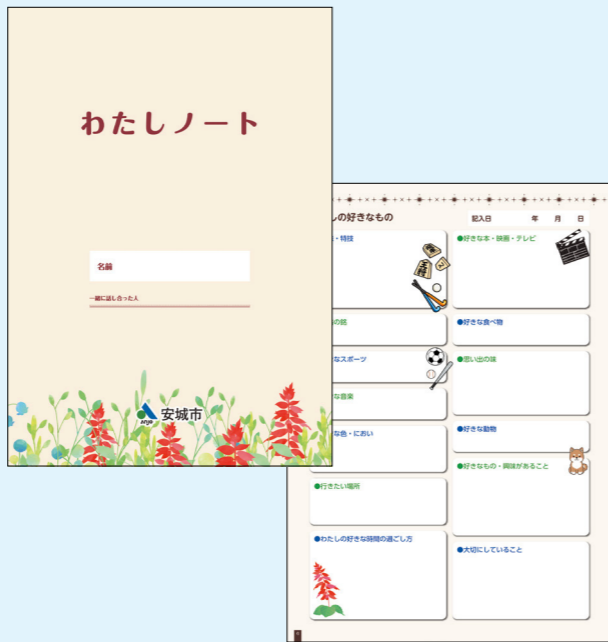 わたしノート
名前
一緒に話し合った人
anjo
安城市
しの好きなもの
記入日 年 月 日
・特技
なスポーツ
な音楽
な色・におい
●行きたい場所
●わたしの好きな時間の過ごし方
●好きな本・映画・テレビ
●好きな食べ物
●思い出の味
●好きな動物
●好きなもの・興味があること
●大切にしていること